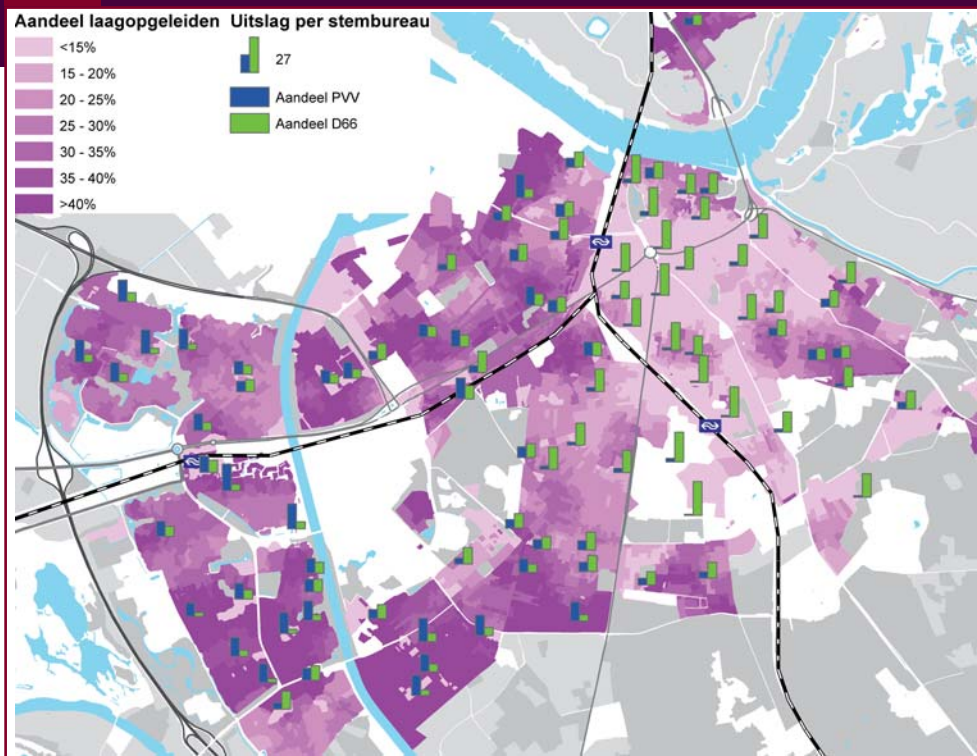 Aandeel laagopgeleiden
<15%
15 - 20%
20 - 25%
25 - 30%
30 - 35%
35 - 40%
>40%
Uitslag per stembureau
27
Aandeel PVV
Aandeel D66